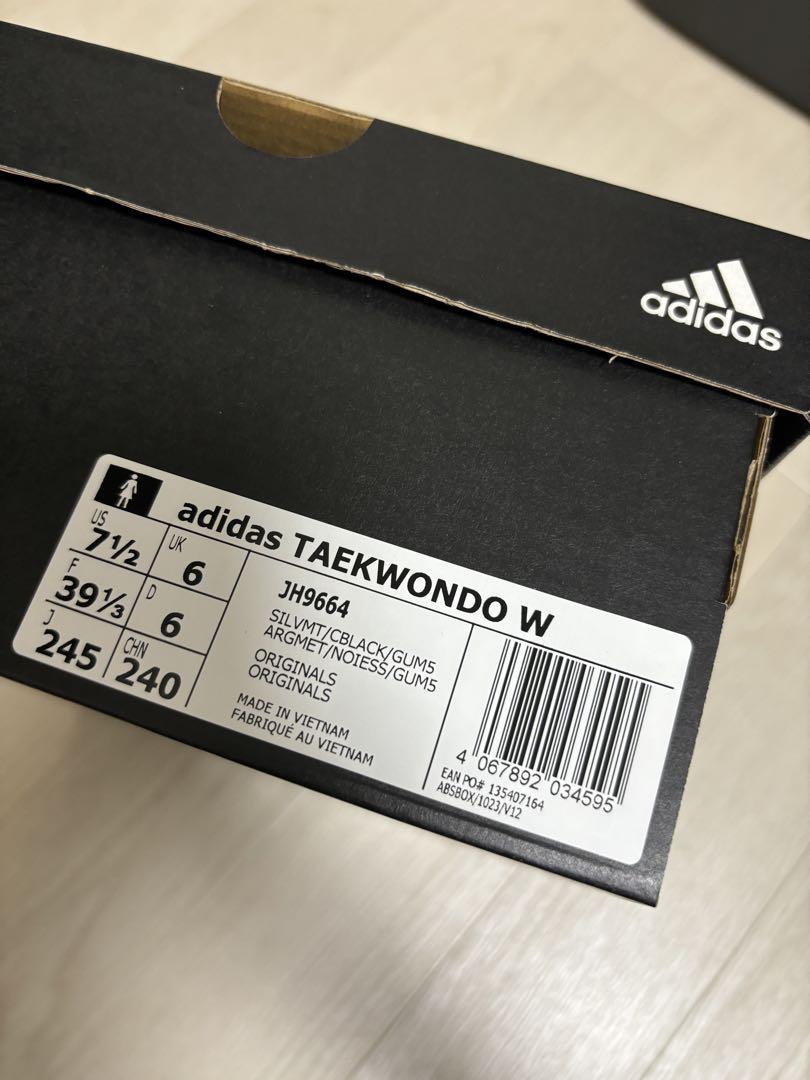 adidas
adidas TAEKWONDO W
US
7½
UK
6
F
39⅓
D
6
J
245
CHN
240
JH9664
SILVMT/CBLACK/GUM5
ARGMET/NOIESS/GUM5
ORIGINALS
ORIGINALS
MADE IN VIETNAM
FABRIQUÉ AU VIETNAM
4 067892 034595
EAN PO# 135407164
ABSBOX/1023/V12